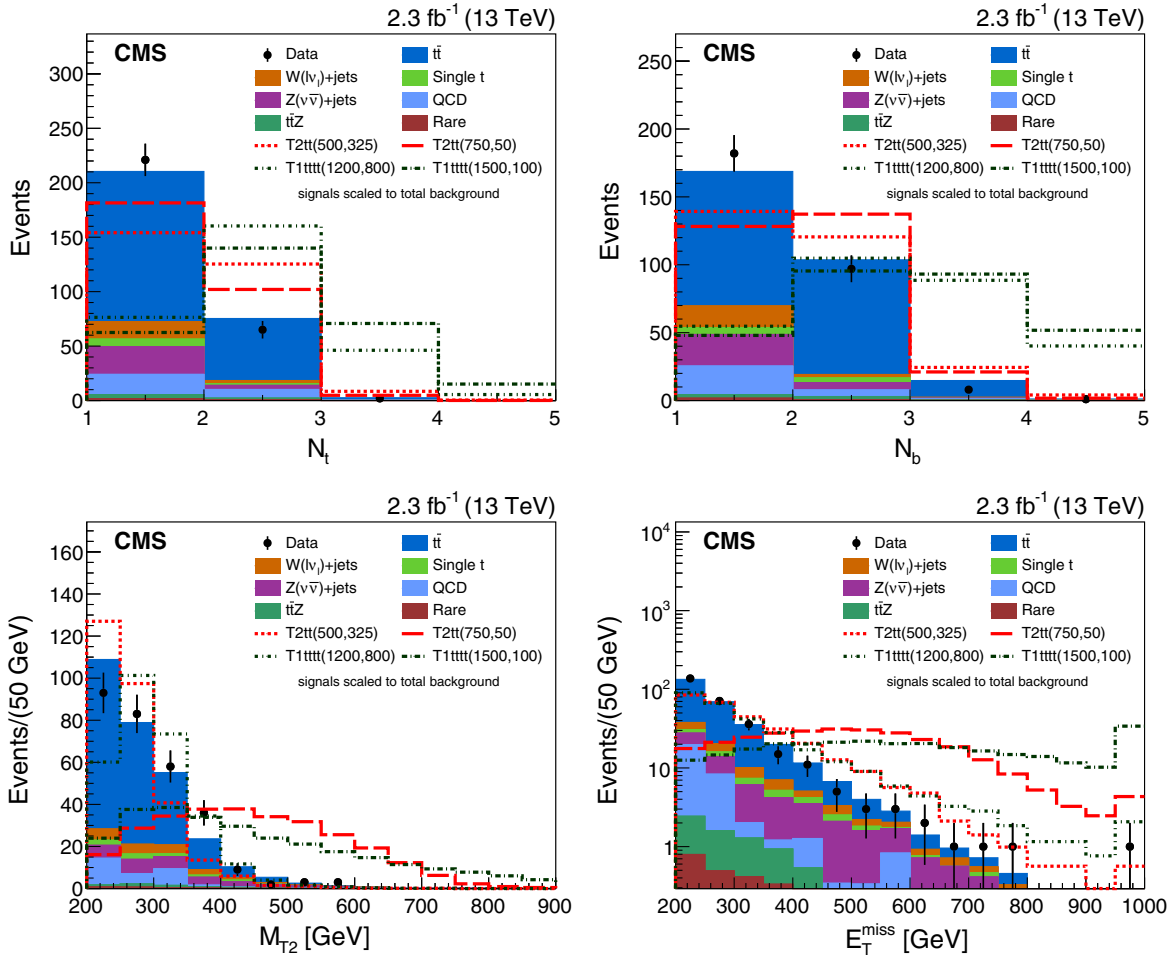 2.3 fb⁻¹ (13 TeV)
CMS
Data
tt̄
W(lν_l)+jets
Single t
Z(νν̄)+jets
QCD
tt̄Z
Rare
T2tt(500,325)
T2tt(750,50)
T1tttt(1200,800)
T1tttt(1500,100)
signals scaled to total background
Events
300
250
200
150
100
50
0
1 2 3 4 5
N_t
2.3 fb⁻¹ (13 TeV)
CMS
Data
tt̄
W(lν_l)+jets
Single t
Z(νν̄)+jets
QCD
tt̄Z
Rare
T2tt(500,325)
T2tt(750,50)
T1tttt(1200,800)
T1tttt(1500,100)
signals scaled to total background
Events
250
200
150
100
50
0
1 2 3 4 5
N_b
2.3 fb⁻¹ (13 TeV)
CMS
Data
tt̄
W(lν_l)+jets
Single t
Z(νν̄)+jets
QCD
tt̄Z
Rare
T2tt(500,325)
T2tt(750,50)
T1tttt(1200,800)
T1tttt(1500,100)
signals scaled to total background
Events/(50 GeV)
160
140
120
100
80
60
40
20
0
200 300 400 500 600 700 800 900
M_T2 [GeV]
2.3 fb⁻¹ (13 TeV)
CMS
Data
tt̄
W(lν_l)+jets
Single t
Z(νν̄)+jets
QCD
tt̄Z
Rare
T2tt(500,325)
T2tt(750,50)
T1tttt(1200,800)
T1tttt(1500,100)
signals scaled to total background
Events/(50 GeV)
10⁴
10³
10²
10
1
200 300 400 500 600 700 800 900 1000
E_T^miss [GeV]